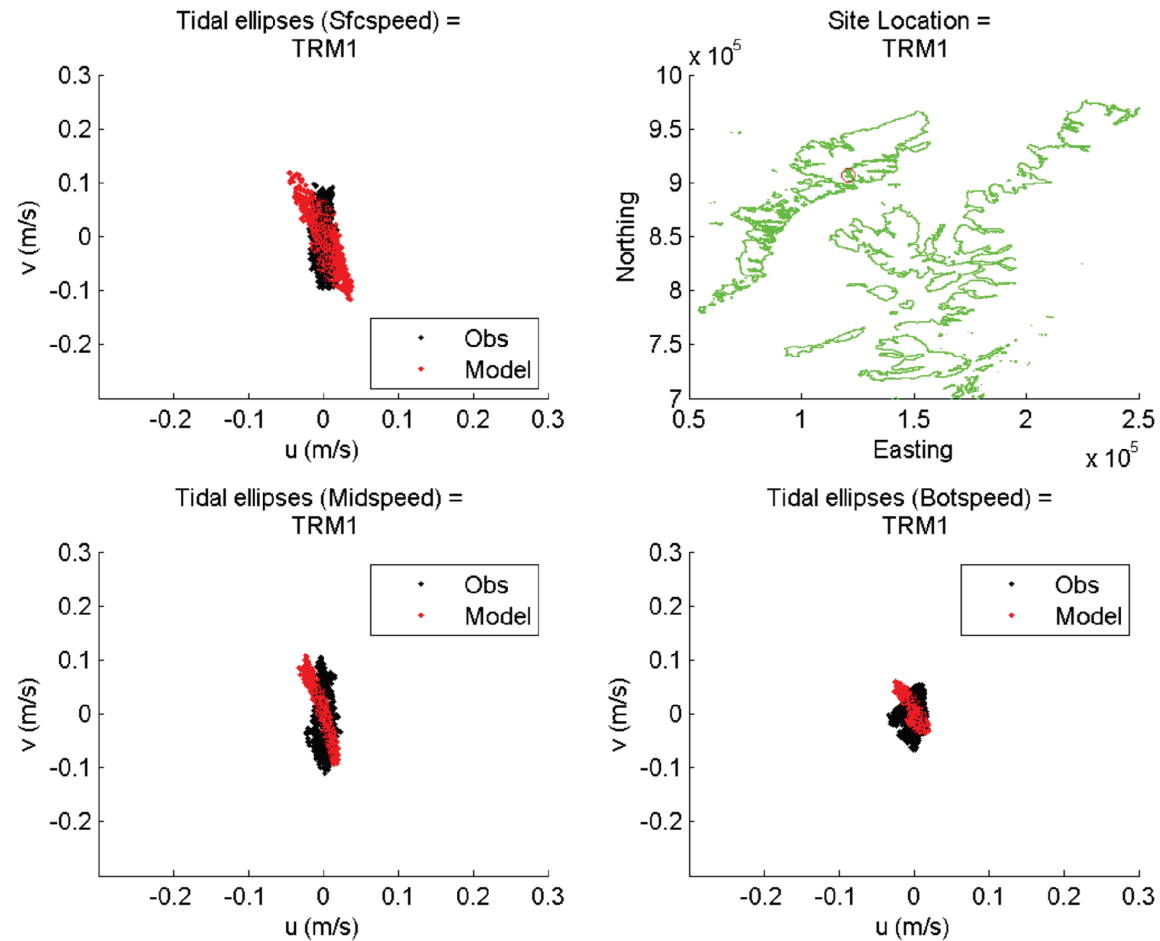 Tidal ellipses (Sfcspeed) =
TRM1
0.3
0.2
0.1
0
-0.1
-0.2
v (m/s)
Obs
Model
-0.2 -0.1 0 0.1 0.2 0.3
u (m/s)
Site Location =
TRM1
x 10^5
10
9.5
9
8.5
8
7.5
7
Northing
0.5 1 1.5 2 2.5
Easting
x 10^5
Tidal ellipses (Midspeed) =
TRM1
0.3
0.2
0.1
0
-0.1
-0.2
v (m/s)
Obs
Model
-0.2 -0.1 0 0.1 0.2 0.3
u (m/s)
Tidal ellipses (Botspeed) =
TRM1
0.3
0.2
0.1
0
-0.1
-0.2
v (m/s)
Obs
Model
-0.2 -0.1 0 0.1 0.2 0.3
u (m/s)